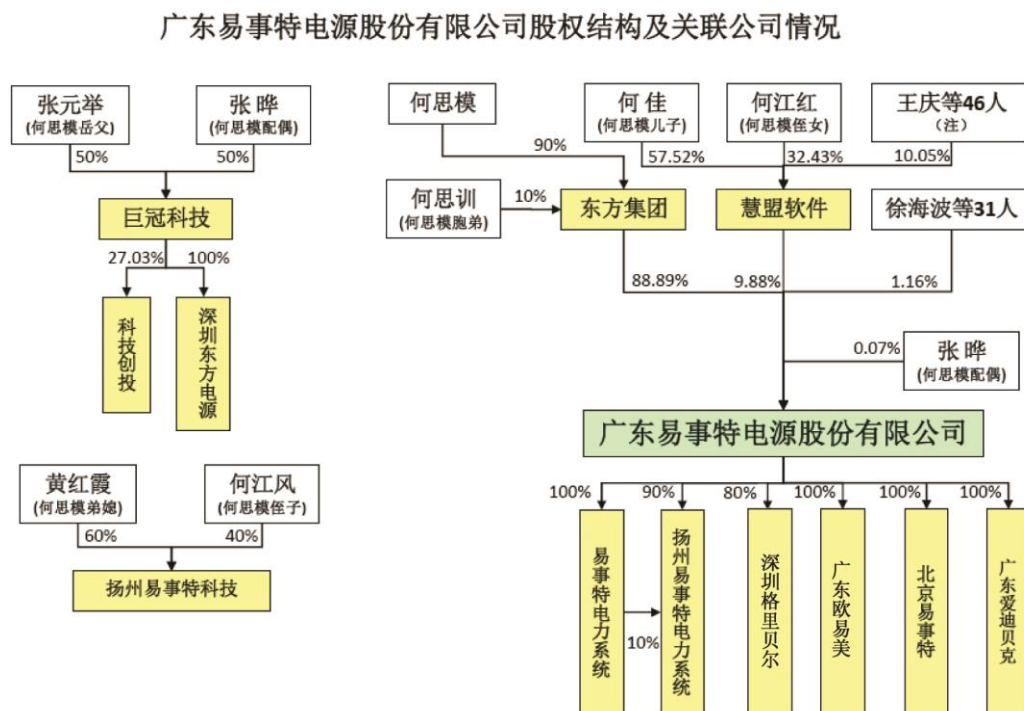 广东易事特电源股份有限公司股权结构及关联公司情况
张元举
(何思模岳父)
张 晔
(何思模配偶)
50%
50%
巨冠科技
27.03%
100%
科技创投
深圳东方电源
黄红霞
(何思模弟媳)
何江风
(何思模侄子)
60%
40%
扬州易事特科技
何思模
何 佳
(何思模儿子)
何江红
(何思模侄女)
王庆等46人
(注)
90%
57.52%
32.43%
10.05%
何思训
(何思模胞弟)
10%
东方集团
慧盟软件
徐海波等31人
88.89%
9.88%
1.16%
0.07%
张 晔
(何思模配偶)
广东易事特电源股份有限公司
100%
90%
80%
100%
100%
100%
易事特电力系统
10%
扬州易事特电力系统
深圳格里贝尔
广东欧易美
北京易事特
广东爱迪贝克